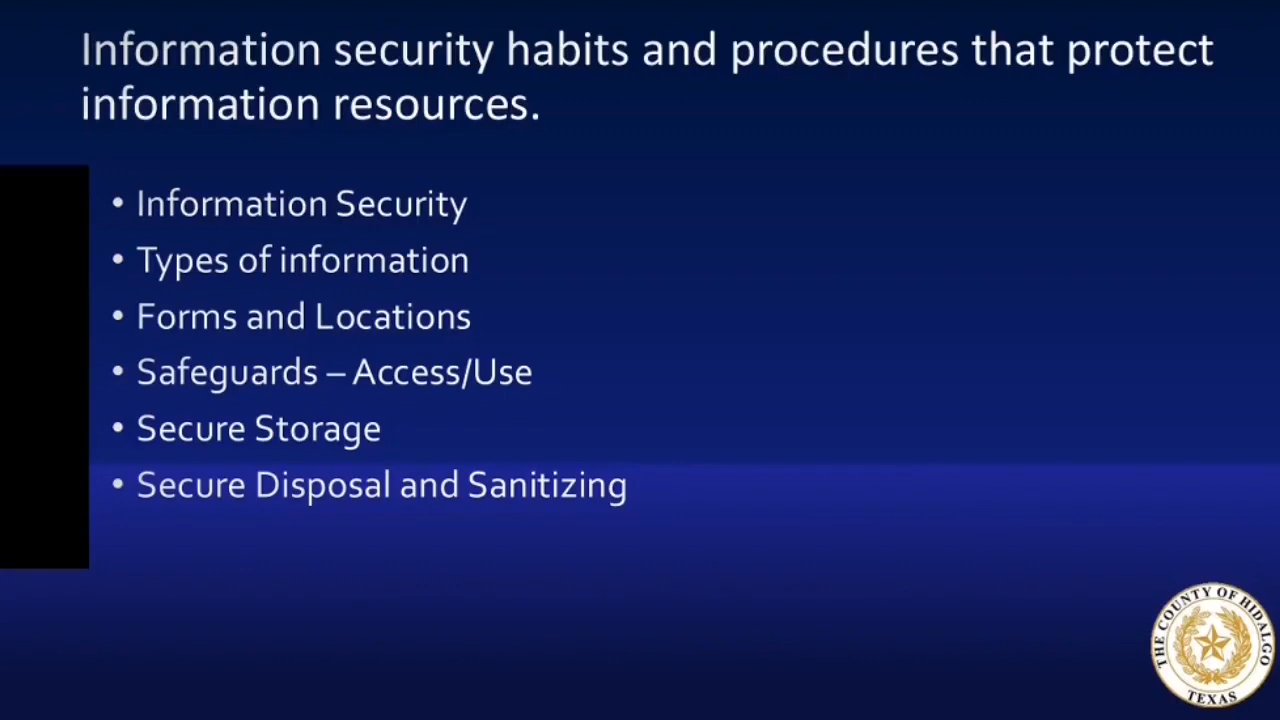 Information security habits and procedures that protect
information resources.
• Information Security
• Types of information
• Forms and Locations
• Safeguards – Access/Use
• Secure Storage
• Secure Disposal and Sanitizing
THE COUNTY OF HIDALGO
TEXAS